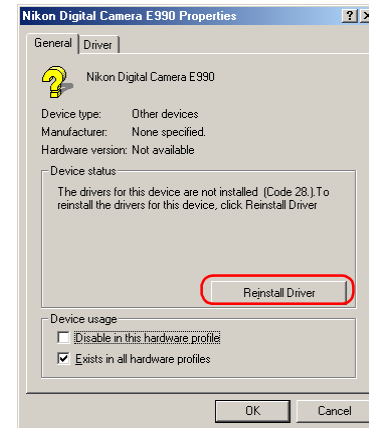 Nikon Digital Camera E990 Properties
General Driver
Nikon Digital Camera E990
Device type: Other devices
Manufacturer: None specified.
Hardware version: Not available
Device status
The drivers for this device are not installed (Code 28.).To
reinstall the drivers for this device, click Reinstall Driver
Reinstall Driver
Device usage
Disable in this hardware profile
Exists in all hardware profiles
OK Cancel